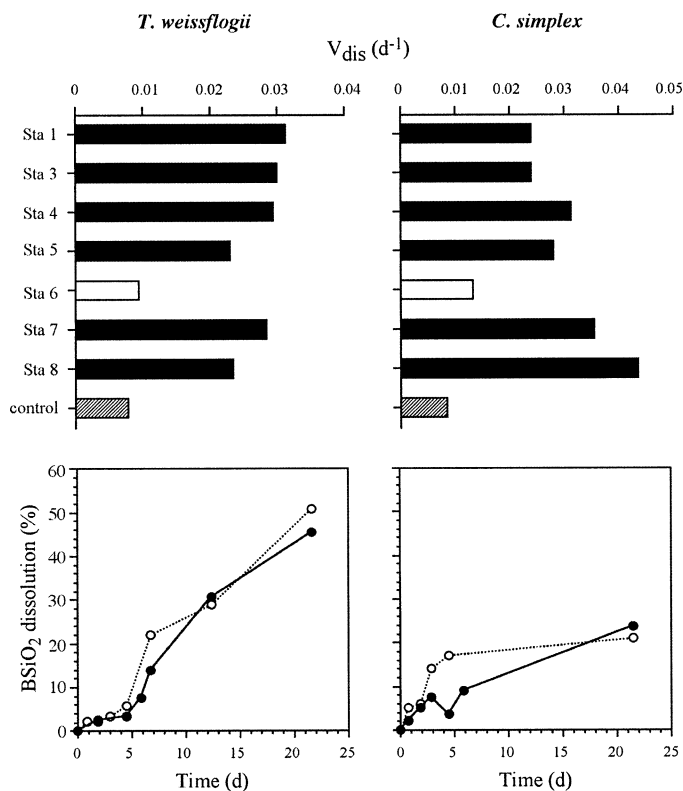 T. weissflogii C. simplex
V_dis (d⁻¹)
0 0.01 0.02 0.03 0.04 0 0.01 0.02 0.03 0.04 0.05
Sta 1
Sta 3
Sta 4
Sta 5
Sta 6
Sta 7
Sta 8
control
BSiO₂ dissolution (%)
60
50
40
30
20
10
0
0 5 10 15 20 25 0 5 10 15 20 25
Time (d) Time (d)